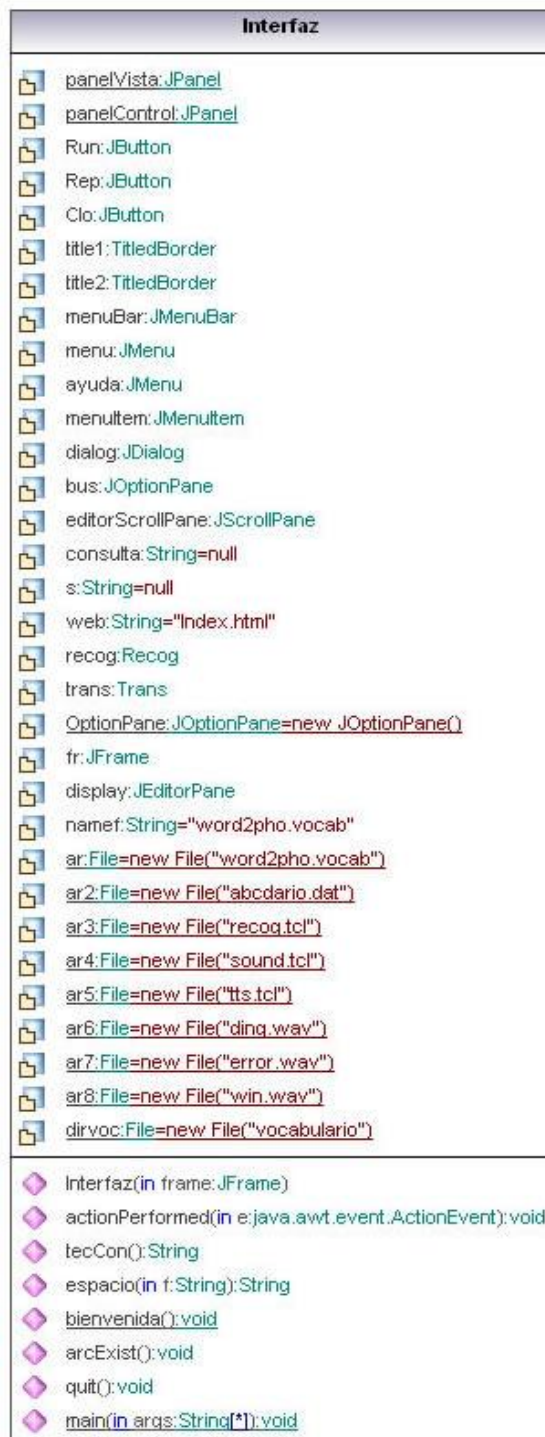 Interfaz
panelVista:JPanel
panelControl:JPanel
Run:JButton
Rep:JButton
Clo:JButton
title1:TitledBorder
title2:TitledBorder
menuBar:JMenuBar
menu:JMenu
ayuda:JMenu
menuItem:JMenuItem
dialog:JDialog
bus:JOptionPane
editorScrollPane:JScrollPane
consulta:String=null
s:String=null
web:String="Index.html"
recog:Recog
trans:Trans
OptionPane:JOptionPane=new JOptionPane()
fr:JFrame
display:JEditorPane
namef:String="word2pho.vocab"
ar:File=new File("word2pho.vocab")
ar2:File=new File("abcdario.dat")
ar3:File=new File("recog.tcl")
ar4:File=new File("sound.tcl")
ar5:File=new File("tts.tcl")
ar6:File=new File("ding.wav")
ar7:File=new File("error.wav")
ar8:File=new File("win.wav")
dirvoc:File=new File("vocabulario")
Interfaz(in frame:JFrame)
actionPerformed(in e:java.awt.event.ActionEvent):void
tecCon():String
espacio(in f:String):String
bienvenida():void
arcExist():void
quit():void
main(in args:String[*]):void